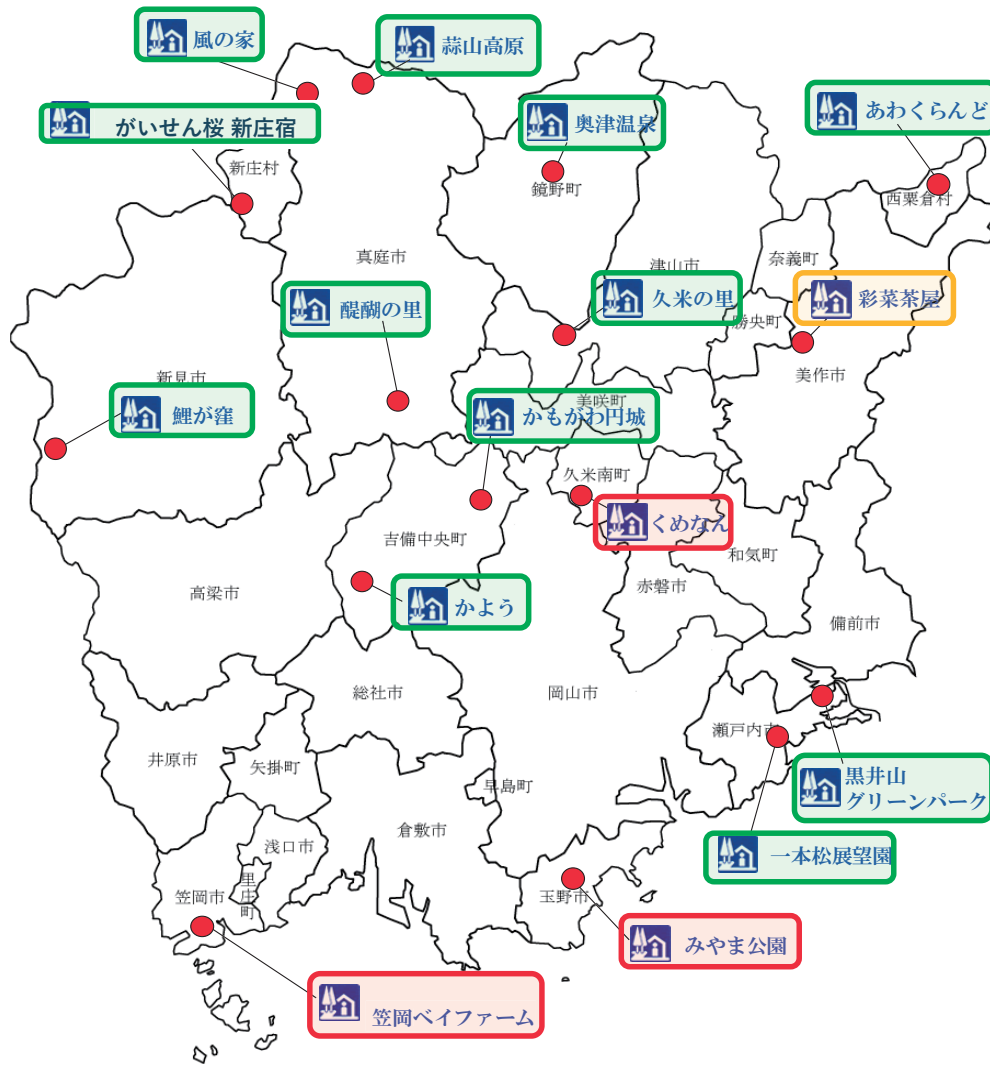 風の家
蒜山高原
がいせん桜 新庄宿
奥津温泉
あわくらんど
新庄村
鏡野町
西粟倉村
真庭市
津山市
奈義町
醍醐の里
久米の里
彩菜茶屋
勝央町
新見市
美作市
鯉が窪
美咲町
かもがわ円城
久米南町
くめなん
吉備中央町
和気町
高梁市
赤磐市
かよう
備前市
総社市
岡山市
瀬戸内市
井原市
矢掛町
早島町
黒井山
グリーンパーク
倉敷市
浅口市
一本松展望園
里庄町
笠岡市
玉野市
みやま公園
笠岡ベイファーム